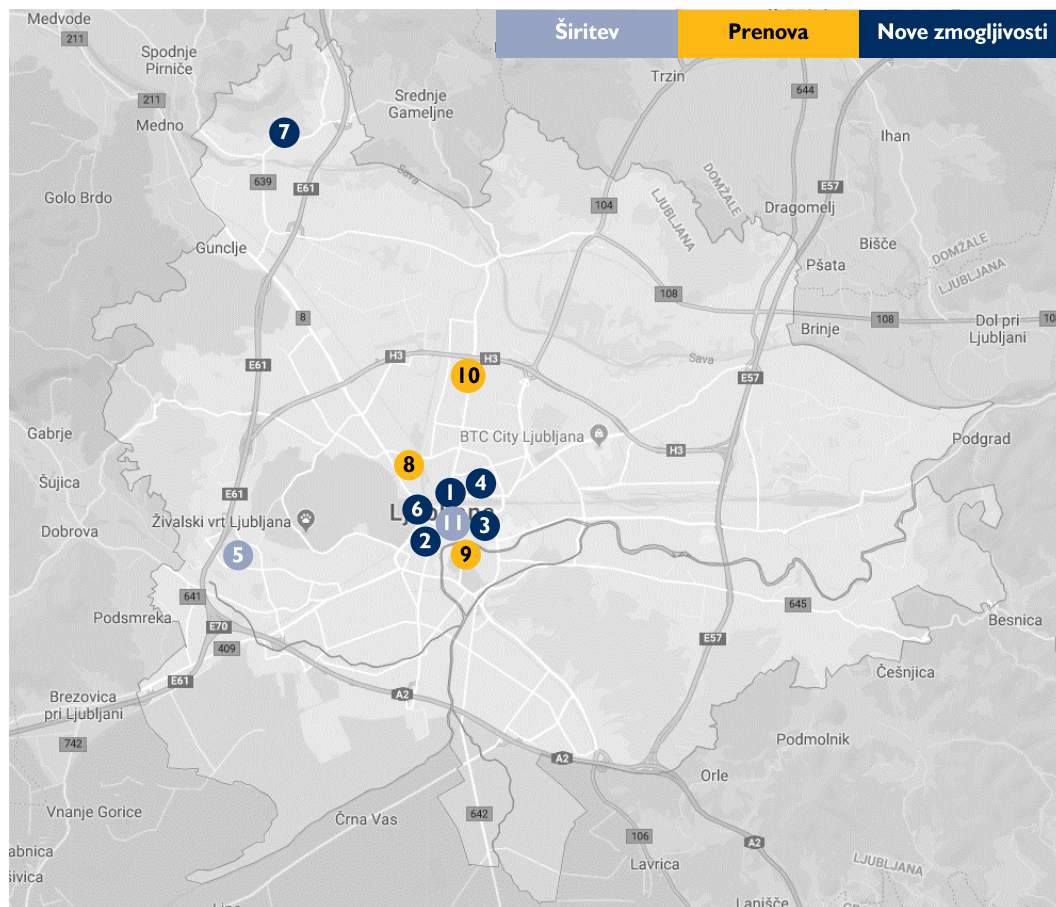 Širitev
Prenova
Nove zmogljivosti
Medvode
211
Spodnje
Pirniče
Trzin
644
211
Srednje
Gameljne
Medno
7
Ihan
639
E61
Sava
DOMŽALE
E57
Golo Brdo
104
LJUBLJANA
Dragomelj
Gunclje
Bišče
DOMŽALE
Pšata
LJUBLJANA
108
8
108
Dol pri
Ljubljani
Brinje
H3
H3
Sava
E61
10
E57
Gabrje
BTC City Ljubljana
Podgrad
H3
8
Šujica
4
1
E61
6
Živalski vrt Ljubljana
11
3
Dobrova
2
5
9
641
645
Podsmreka
E70
Besnica
409
E57
Češnjica
E61
Brezovica
pri Ljubljani
A2
742
Podmolnik
A2
Orle
Vnanje Gorice
Črna Vas
642
106
A2
Lavrica
LJUBLJANA